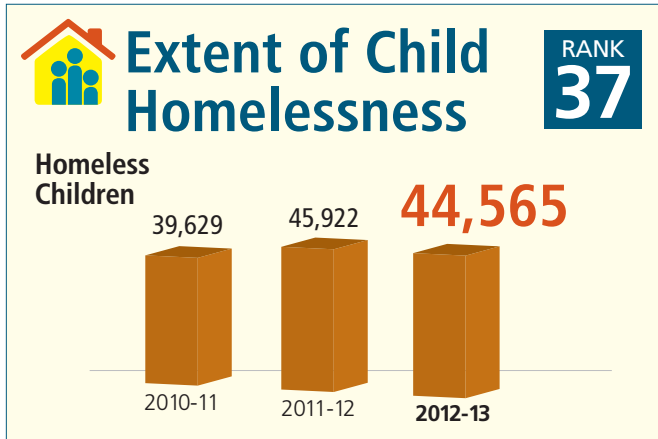 Extent of Child
Homelessness
RANK
37
Homeless
Children
39,629
45,922
44,565
2010-11
2011-12
2012-13